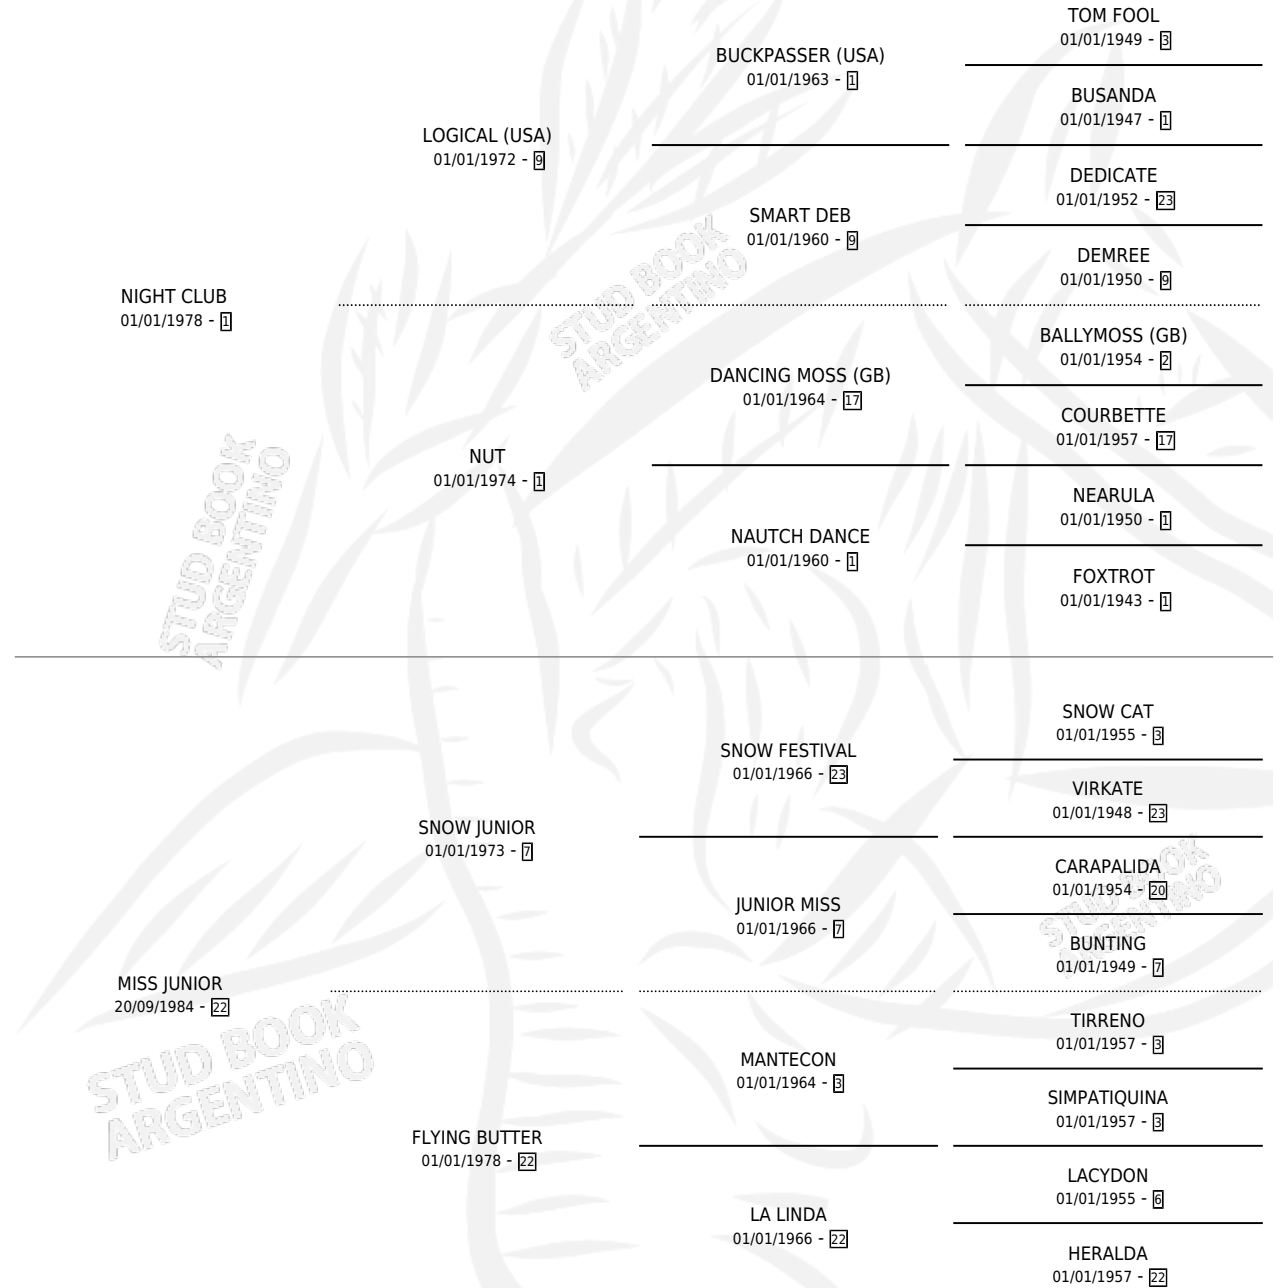 TOM FOOL
01/01/1949 - 3
BUCKPASSER (USA)
01/01/1963 - 1
BUSANDA
01/01/1947 - 1
LOGICAL (USA)
01/01/1972 - 9
DEDICATE
01/01/1952 - 23
SMART DEB
01/01/1960 - 9
DEMREE
01/01/1950 - 9
NIGHT CLUB
01/01/1978 - 1
STUD BOOK
ARGENTINO
BALLYMOSS (GB)
01/01/1954 - 2
DANCING MOSS (GB)
01/01/1964 - 17
COURBETTE
01/01/1957 - 17
NUT
01/01/1974 - 1
NEARULA
01/01/1950 - 1
NAUTCH DANCE
01/01/1960 - 1
FOXTROT
01/01/1943 - 1
STUD BOOK
ARGENTINO
SNOW CAT
01/01/1955 - 3
SNOW FESTIVAL
01/01/1966 - 23
VIRKATE
01/01/1948 - 23
SNOW JUNIOR
01/01/1973 - 7
CARAPALIDA
01/01/1954 - 20
JUNIOR MISS
01/01/1966 - 7
BUNTING
01/01/1949 - 7
STUD BOOK
ARGENTINO
MISS JUNIOR
20/09/1984 - 22
TIRRENO
01/01/1957 - 3
MANTECON
01/01/1964 - 3
SIMPATIQUINA
01/01/1957 - 3
STUD BOOK
ARGENTINO
FLYING BUTTER
01/01/1978 - 22
LACYDON
01/01/1955 - 6
LA LINDA
01/01/1966 - 22
HERALDA
01/01/1957 - 22